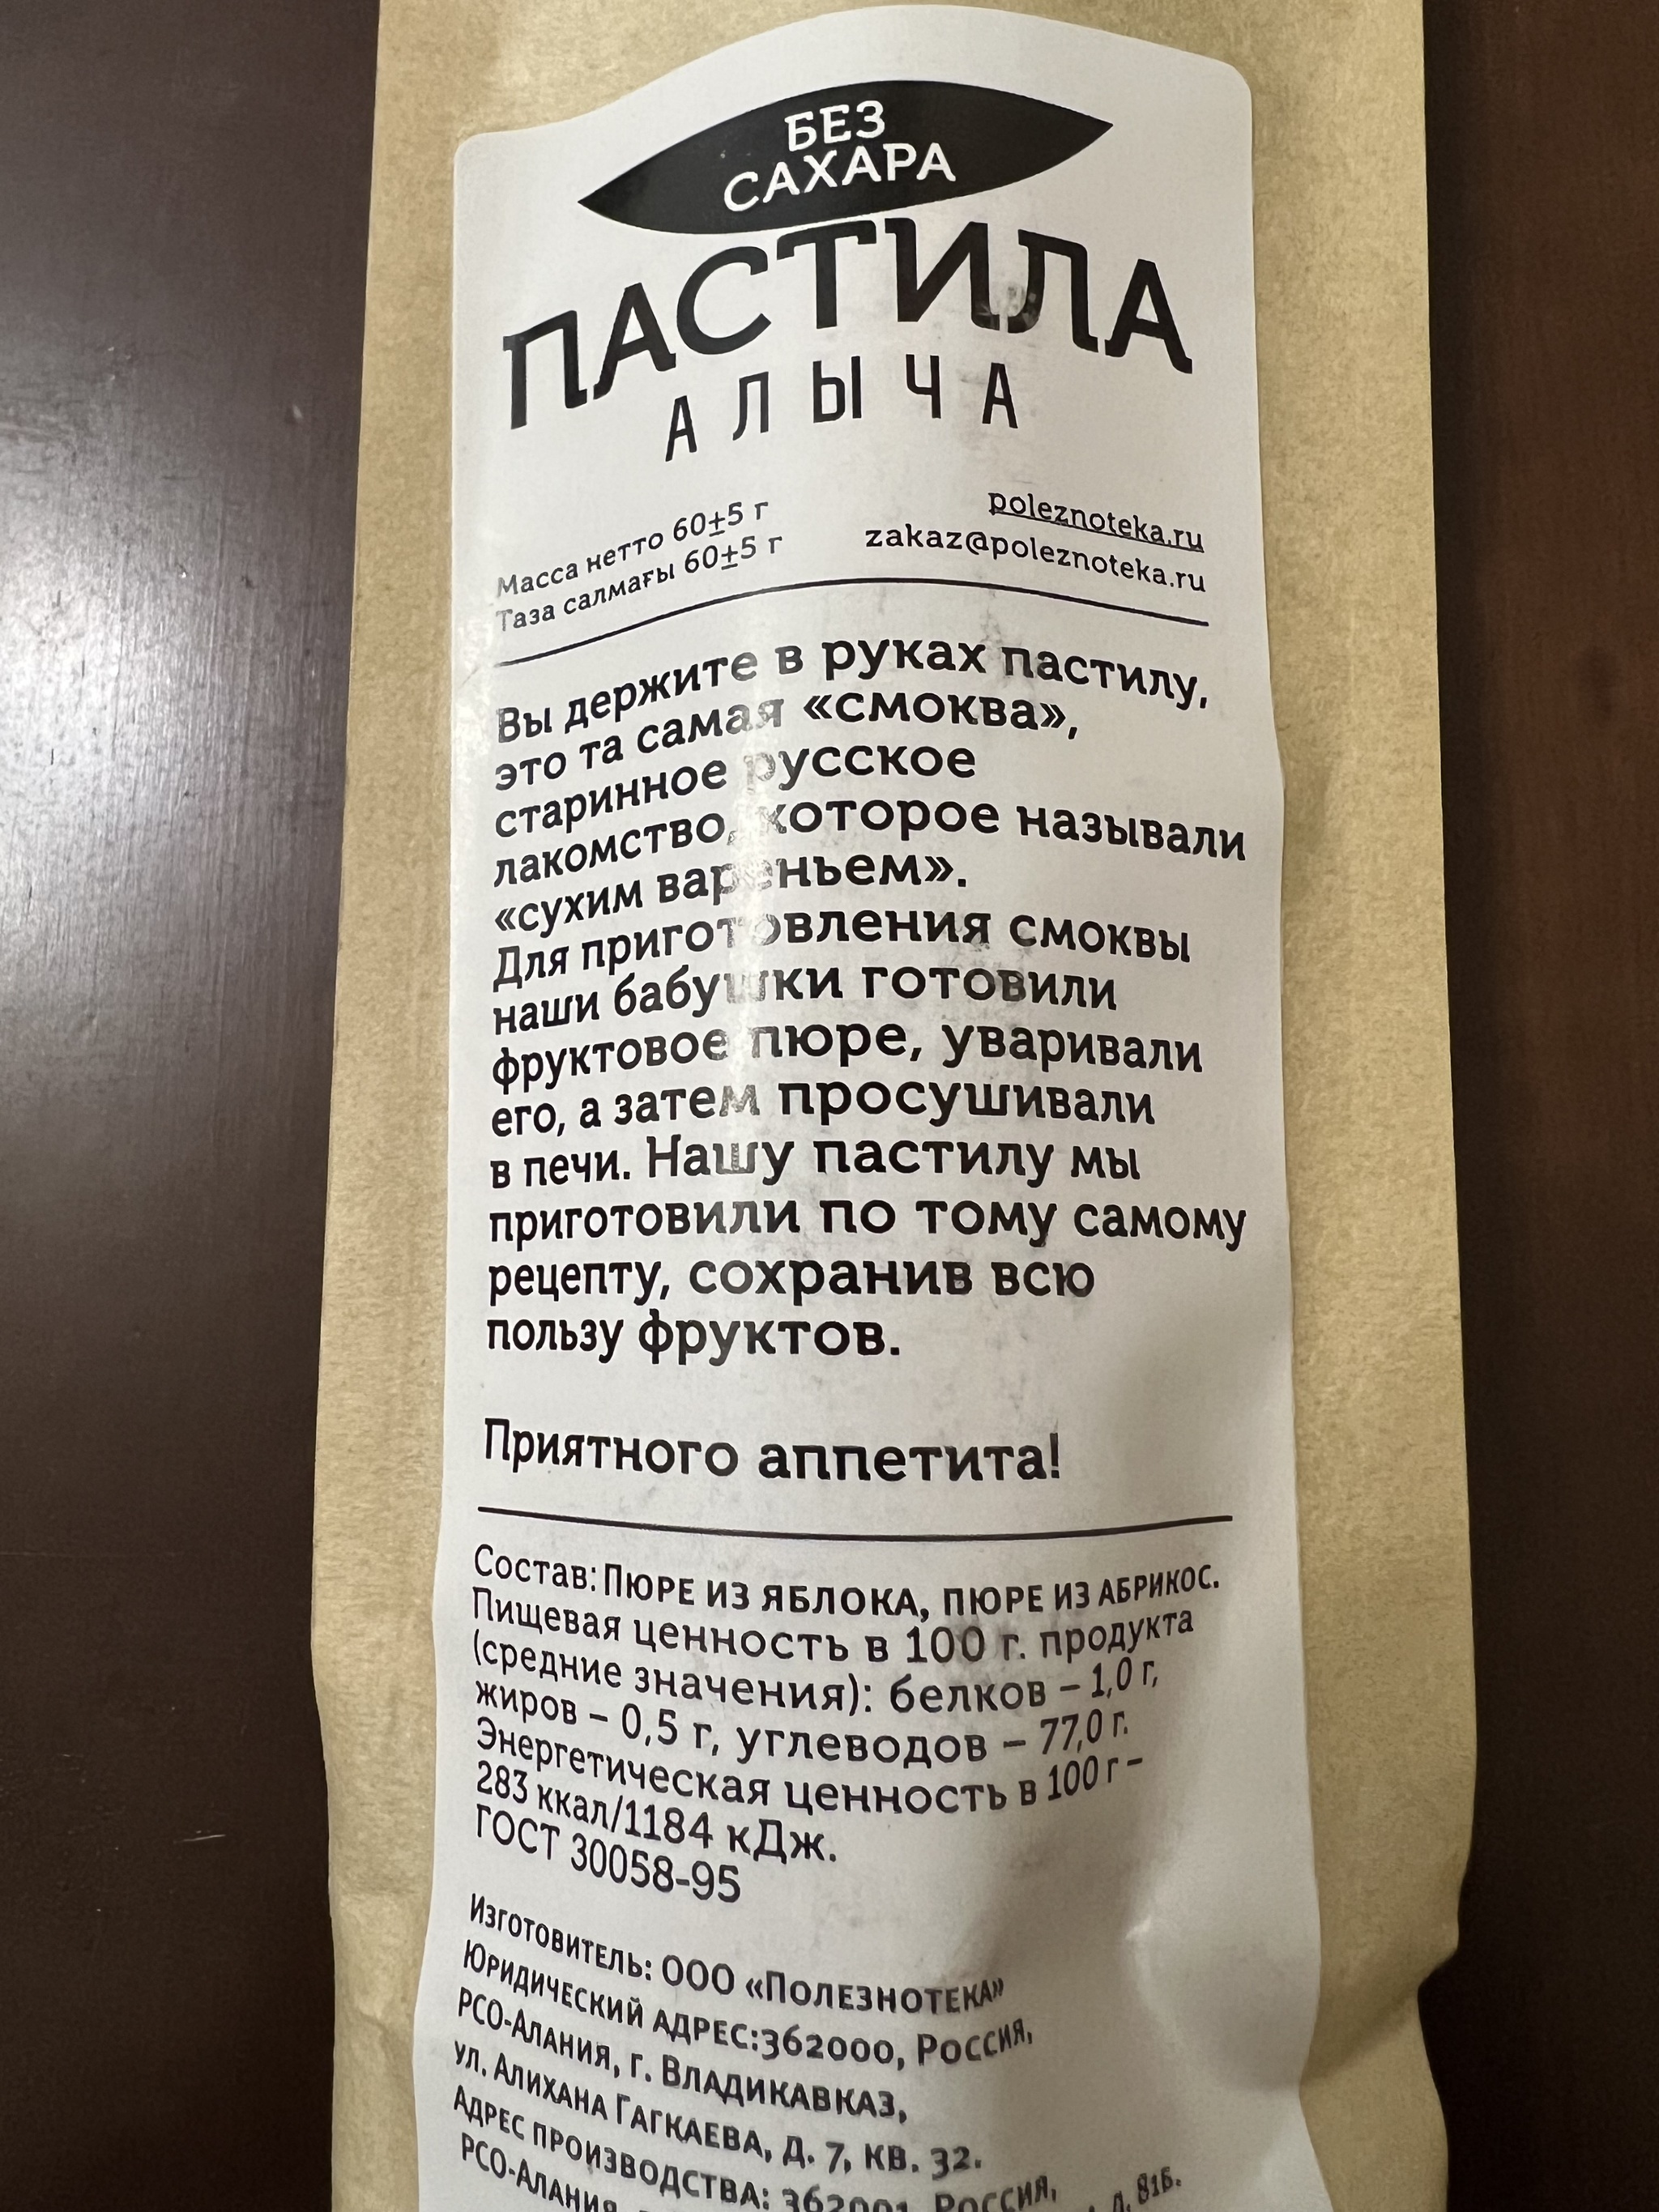 БЕЗ
САХАРА
ПАСТИЛА
АЛЫЧА
Масса нетто 60±5 г
Таза салмағы 60±5 г
poleznoteka.ru
zakaz@poleznoteka.ru
Вы держите в руках пастилу,
это та самая «смоква»,
старинное русское
лакомство, которое называли
«сухим вареньем».
Для приготовления смоквы
наши бабушки готовили
фруктовое пюре, уваривали
его, а затем просушивали
в печи. Нашу пастилу мы
приготовили по тому самому
рецепту, сохранив всю
пользу фруктов.
Приятного аппетита!
Состав: ПЮРЕ ИЗ ЯБЛОКА, ПЮРЕ ИЗ АБРИКОС.
Пищевая ценность в 100 г. продукта
(средние значения): белков – 1,0 г,
жиров – 0,5 г, углеводов – 77,0 г.
Энергетическая ценность в 100 г –
283 ккал/1184 кДж.
ГОСТ 30058-95
Изготовитель: ООО «Полезнотека»
Юридический адрес:362000, Россия,
РСО-Алания, г. Владикавказ,
ул. Алихана Гагкаева, д. 7, кв. 32.
Адрес производства: 362001, Россия,
РСО-Алания, д. 81Б.